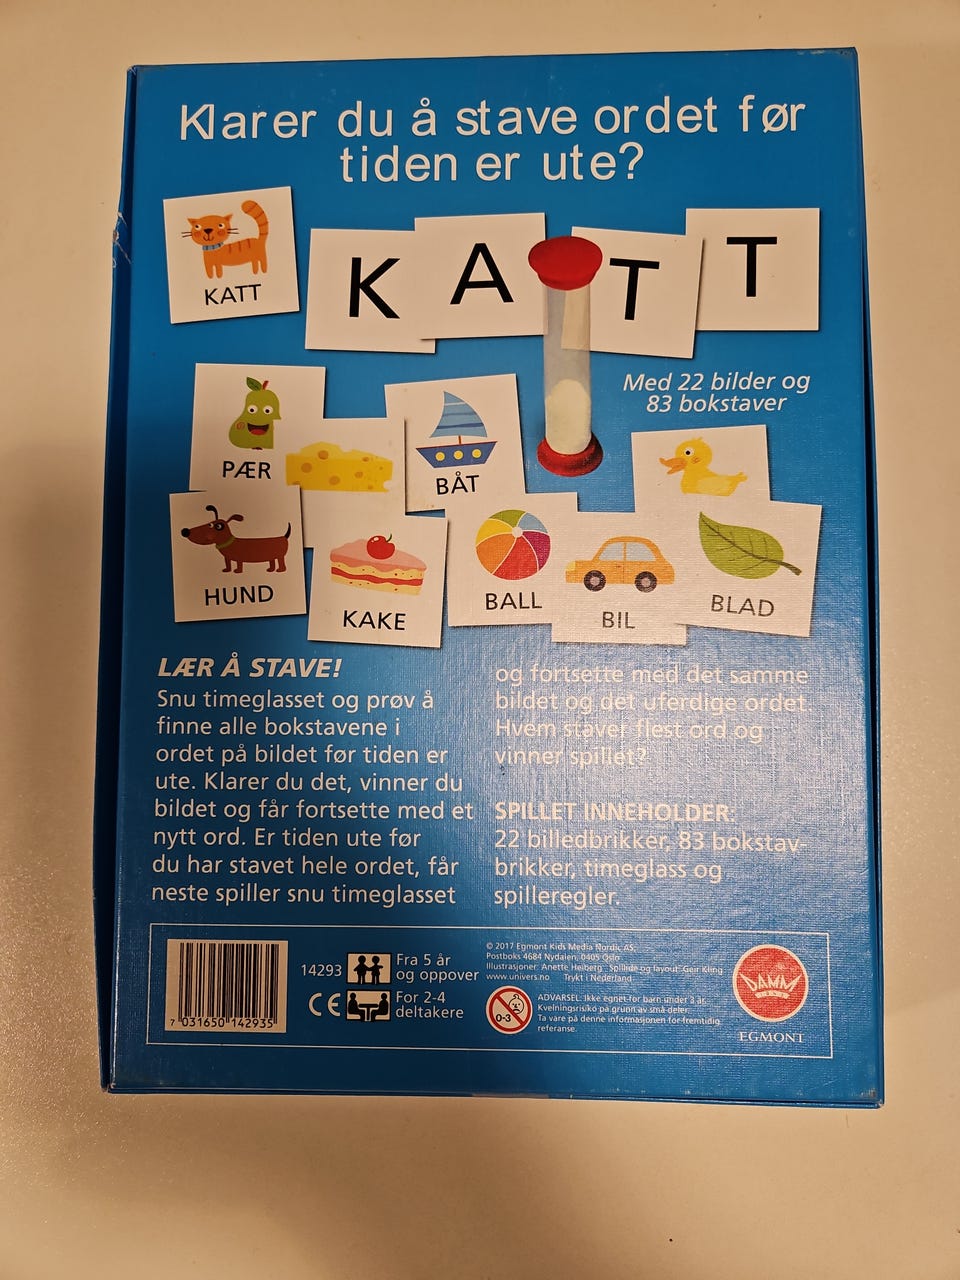 Klarer du å stave ordet før
tiden er ute?
KATT
K A T T
Med 22 bilder og
83 bokstaver
PÆR
BÅT
HUND
KAKE
BALL
BIL
BLAD
LÆR Å STAVE!
Snu timeglasset og prøv å
finne alle bokstavene i
ordet på bildet før tiden er
ute. Klarer du det, vinner du
bildet og får fortsette med et
nytt ord. Er tiden ute før
du har stavet hele ordet, får
neste spiller snu timeglasset
og fortsette med det samme
bildet og det uferdige ordet.
Hvem staver flest ord og
vinner spillet?
SPILLET INNEHOLDER:
22 billedbrikker, 83 bokstav-
brikker, timeglass og
spilleregler.
7 031650 142935
14293
CE
Fra 5 år
og oppover
For 2-4
deltakere
© 2017 Egmont Kids Media Nordic AS,
Postboks 4684 Nydalen, 0405 Oslo
Illustrasjoner: Anette Heiberg Spillidé og layout: Geir Kling
www.univers.no Trykt i Nederland
0-3
ADVARSEL: Ikke egnet for barn under 3 år.
Kvelningsrisiko på grunn av små deler.
Ta vare på denne informasjonen for fremtidig
referanse.
DAMM
EGMONT